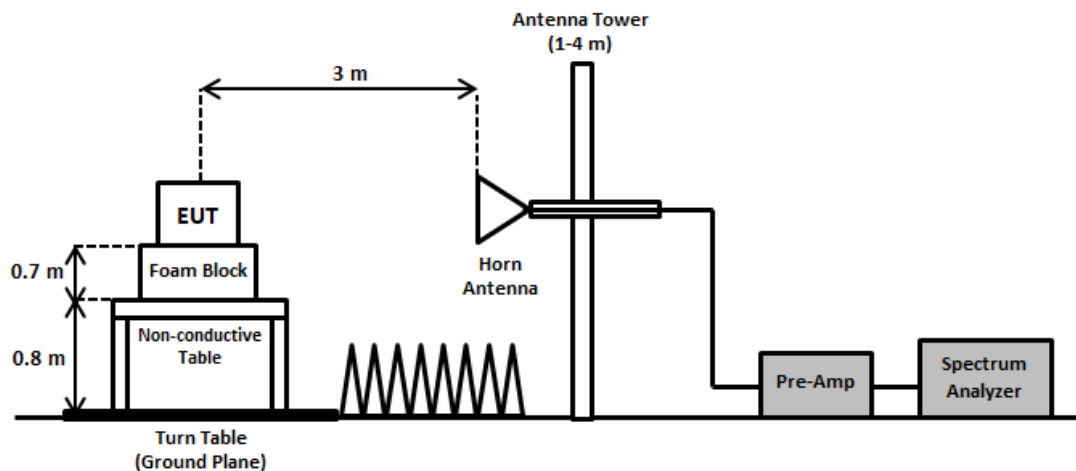 Antenna Tower
(1-4 m)
3 m
EUT
0.7 m
Foam Block
Horn
Antenna
0.8 m
Non-conductive
Table
Pre-Amp
Spectrum
Analyzer
Turn Table
(Ground Plane)